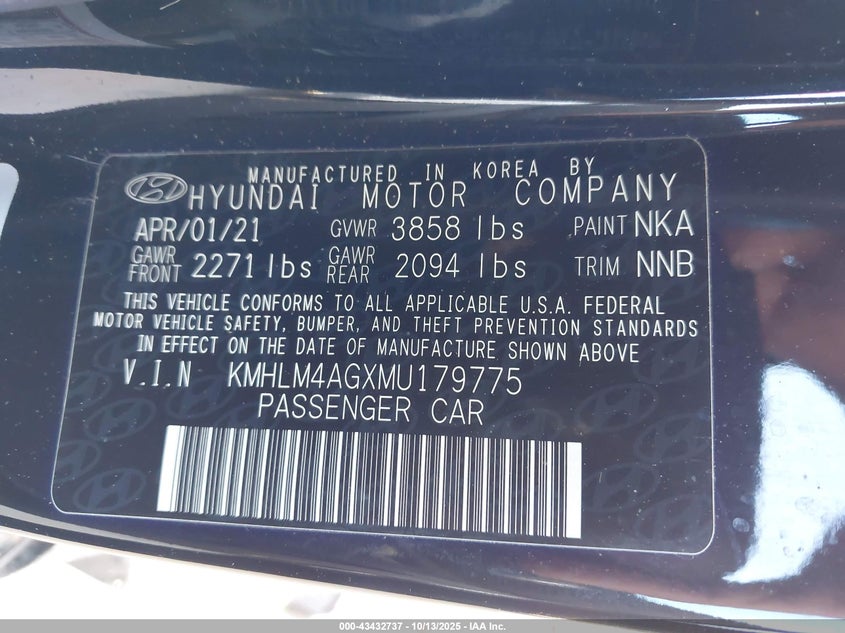 MANUFACTURED IN KOREA BY
HYUNDAI MOTOR COMPANY
APR/01/21 GVWR 3858 lbs PAINT NKA
GAWR FRONT 2271 lbs GAWR REAR 2094 lbs TRIM NNB
THIS VEHICLE CONFORMS TO ALL APPLICABLE U.S.A. FEDERAL
MOTOR VEHICLE SAFETY, BUMPER, AND THEFT PREVENTION STANDARDS
IN EFFECT ON THE DATE OF MANUFACTURE SHOWN ABOVE
V.I.N KMHLM4AGXMU179775
PASSENGER CAR
000-43432737 - 10/13/2025 - IAA Inc.